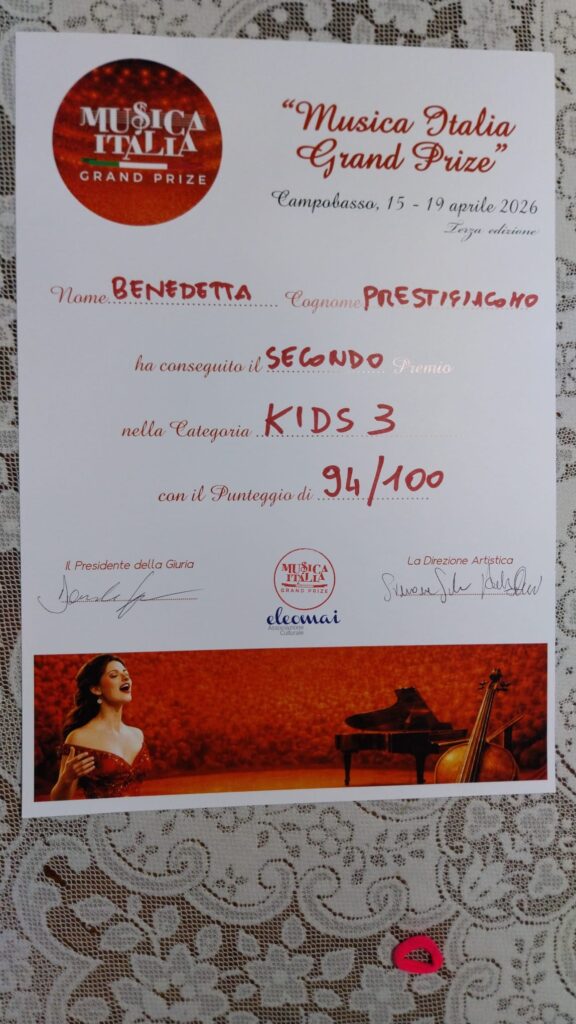 MUSICA
ITALIA
GRAND PRIZE
"Musica Italia
Grand Prize"
Campobasso, 15 - 19 aprile 2026
Terza edizione
Nome BENEDETTA Cognome PRESTIGIACOMO
ha conseguito il SECONDO Premio
nella Categoria KIDS 3
con il Punteggio di 94/100
Il Presidente della Giuria
La Direzione Artistica
MUSICA
ITALIA
GRAND PRIZE
eleomai
Associazione
Culturale